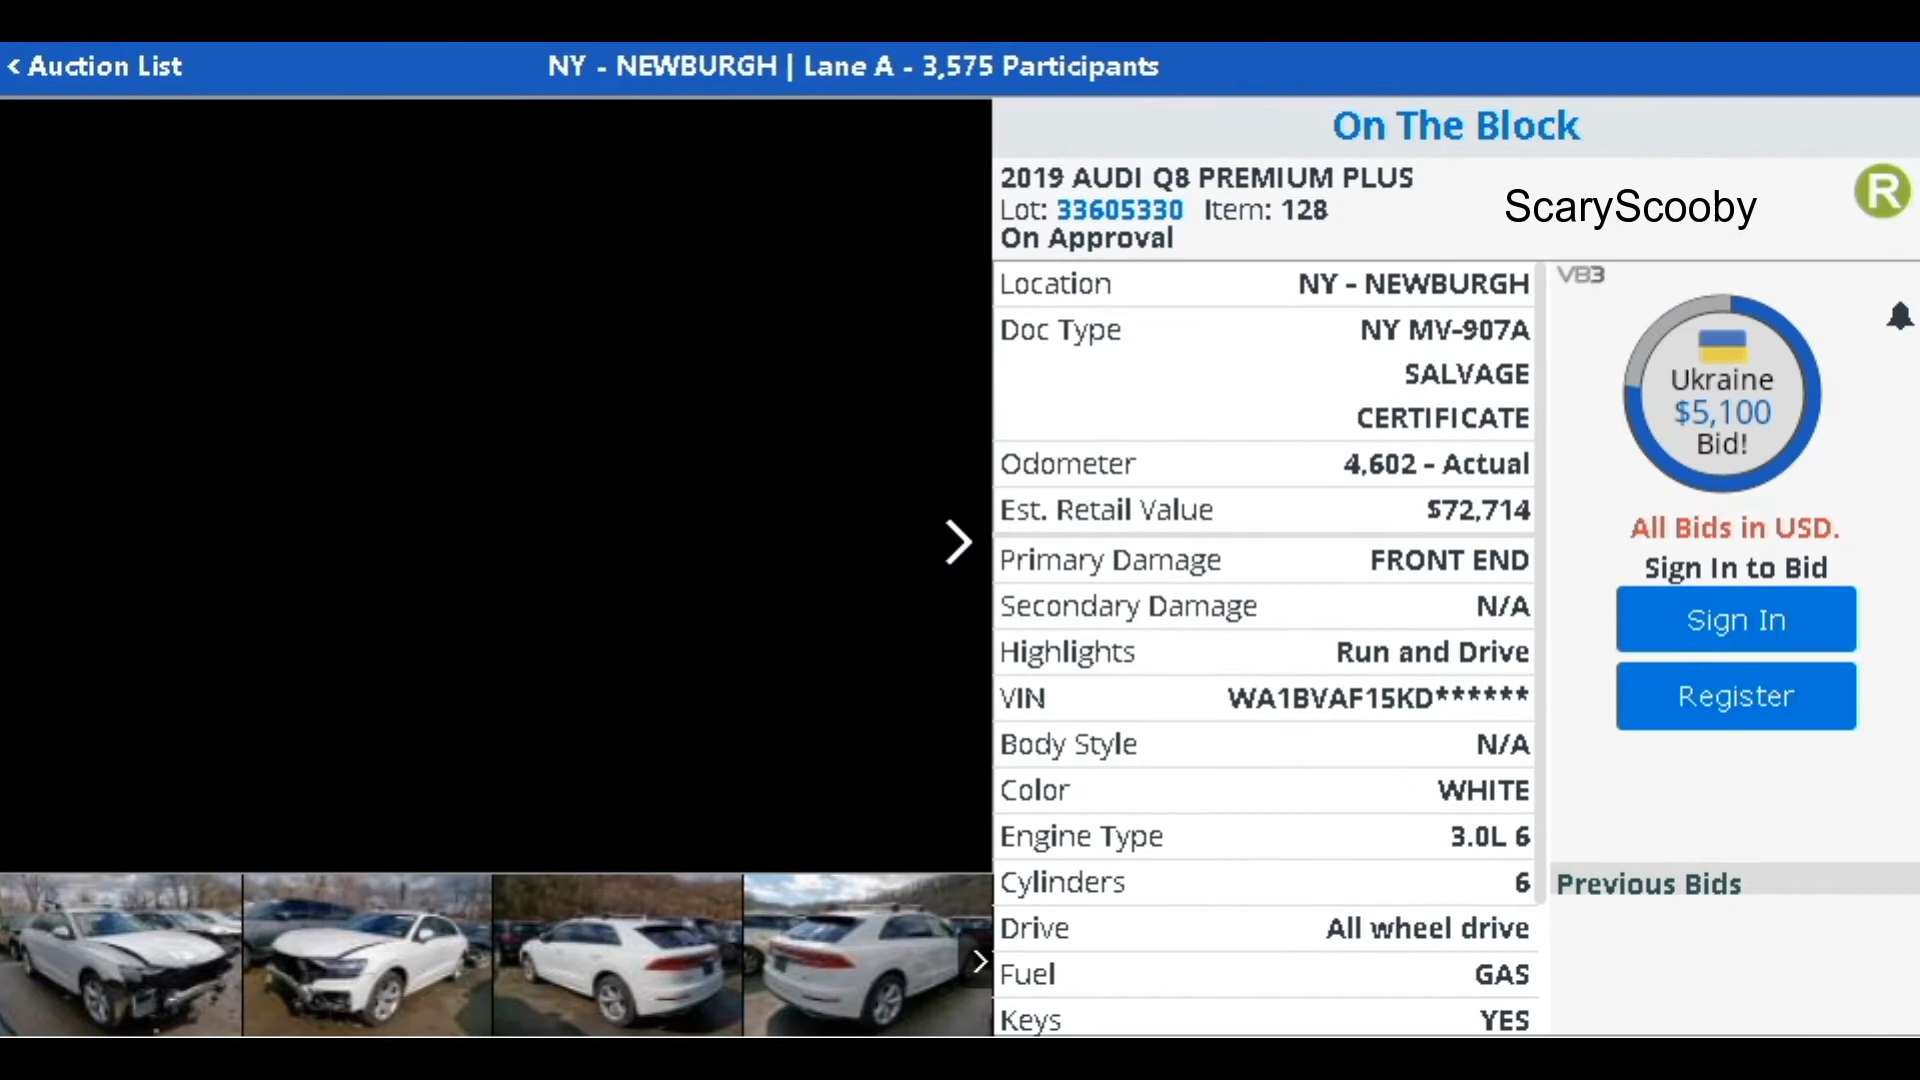 < Auction List
NY - NEWBURGH | Lane A - 3,575 Participants
On The Block
2019 AUDI Q8 PREMIUM PLUS
Lot: 33605330 Item: 128
On Approval
ScaryScooby
R
Location NY - NEWBURGH
Doc Type NY MV-907A
SALVAGE
CERTIFICATE
Odometer 4,602 - Actual
Est. Retail Value $72,714
Primary Damage FRONT END
Secondary Damage N/A
Highlights Run and Drive
VIN WA1BVAF15KD******
Body Style N/A
Color WHITE
Engine Type 3.0L 6
Cylinders 6
Drive All wheel drive
Fuel GAS
Keys YES
VB3
Ukraine
$5,100
Bid!
All Bids in USD.
Sign In to Bid
Sign In
Register
Previous Bids